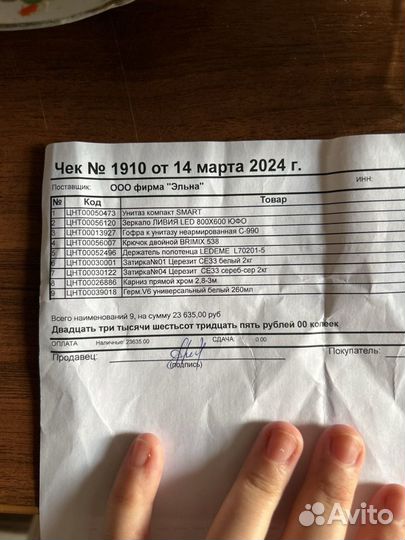 Чек № 1910 от 14 марта 2024 г.
Поставщик: ООО фирма "Эльна" ИНН:
№ Код Товар
1 ЦНТ00050473 Унитаз компакт SMART
2 ЦНТ00056120 Зеркало ЛИВИЯ LED 800X600 ЮФО
3 ЦНТ00013927 Гофра к унитазу неармированная С-990
4 ЦНТ00056007 Крючок двойной BRIMIX 538
5 ЦНТ00052496 Держатель полотенца LEDEME L70201-5
6 ЦНТ00030001 Затирка№01 Церезит СЕ33 белый 2кг
7 ЦНТ00030122 Затирка№04 Церезит СЕ33 сереб-сер 2кг
8 ЦНТ00026886 Карниз прямой хром 2,8-3м
9 ЦНТ00039018 Герм.V6 универсальный белый 260мл
Всего наименований 9, на сумму 23 635,00 руб
Двадцать три тысячи шестьсот тридцать пять рублей 00 копеек
ОПЛАТА Наличные: 23635.00 СДАЧА: 0.00
Продавец: Покупатель:
(подпись)
Avito